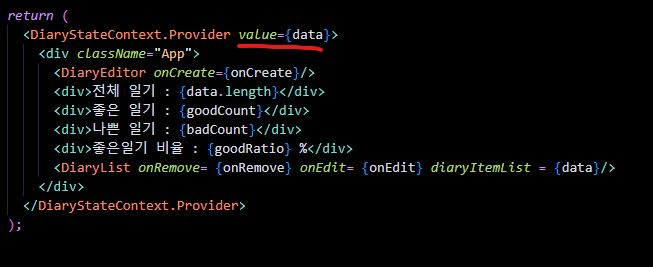 return (
<DiaryStateContext.Provider value={data}>
<div className="App">
<DiaryEditor onCreate={onCreate}/>
<div>전체 일기 : {data.length}</div>
<div>좋은 일기 : {goodCount}</div>
<div>나쁜 일기 : {badCount}</div>
<div>좋은일기 비율 : {goodRatio} %</div>
<DiaryList onRemove= {onRemove} onEdit= {onEdit} diaryItemList = {data}/>
</div>
</DiaryStateContext.Provider>
);